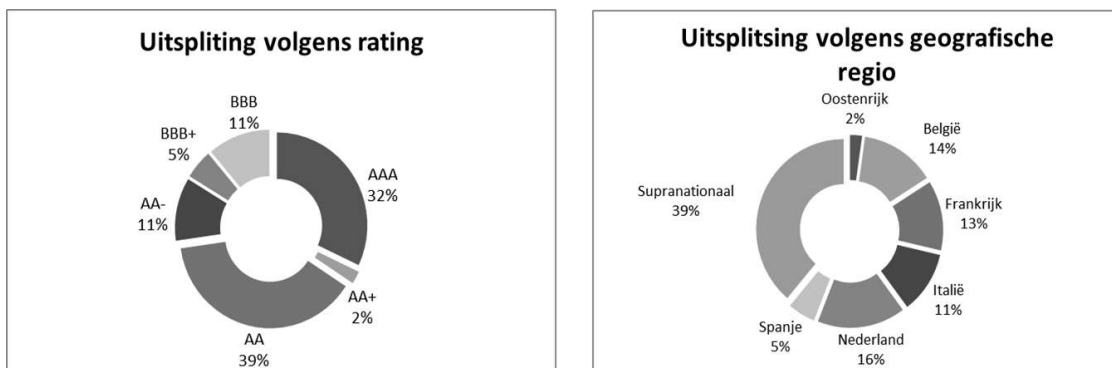 Uitspliting volgens rating
BBB
11%
BBB+
5%
AAA
32%
AA-
11%
AA+
2%
AA
39%
Uitsplitsing volgens geografische
regio
Oostenrijk
2%
België
14%
Supranationaal
39%
Frankrijk
13%
Italië
11%
Spanje
5%
Nederland
16%